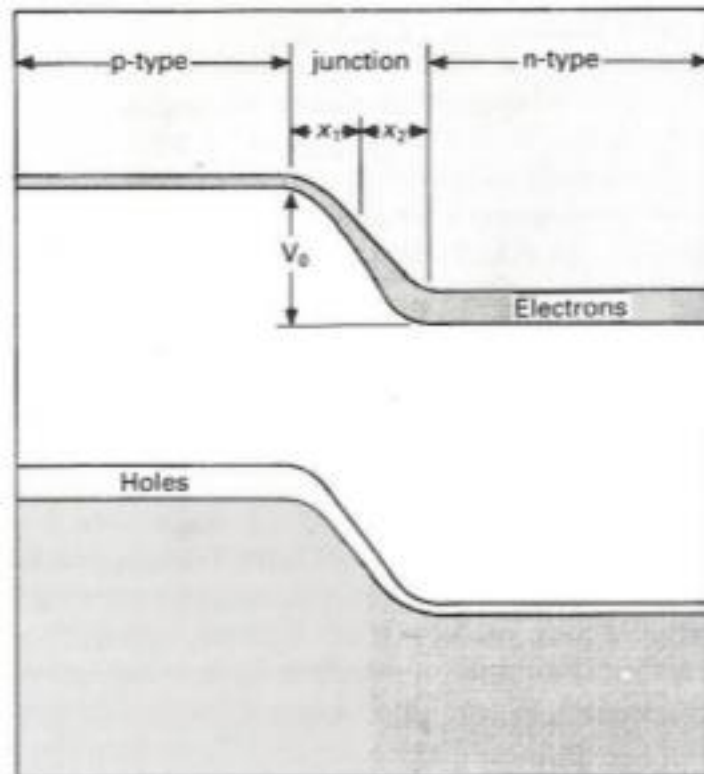 p-type junction n-type
x₁ x₂
V₀
Electrons
Holes